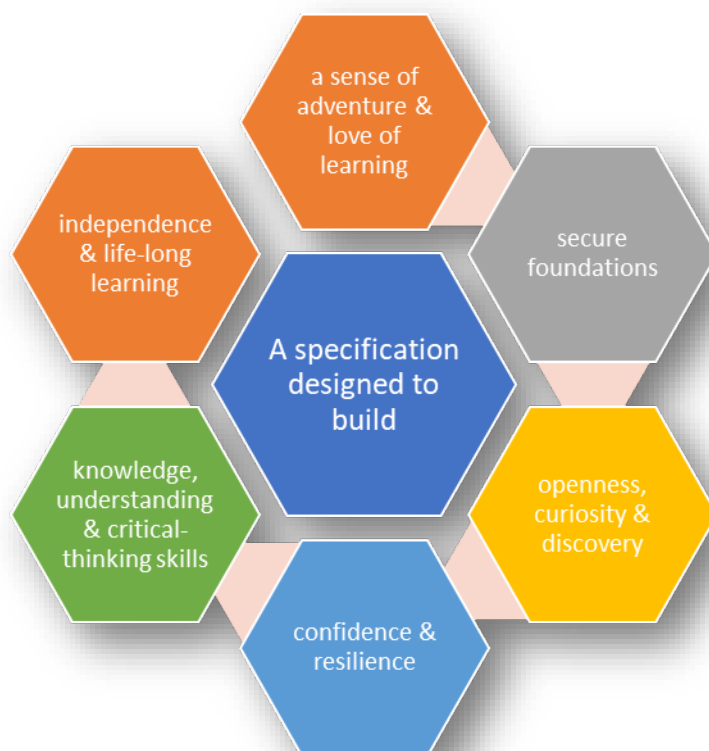 a sense of
adventure &
love of
learning
secure
foundations
openness,
curiosity &
discovery
confidence &
resilience
knowledge,
understanding
& critical-
thinking skills
independence
& life-long
learning
A specification
designed to
build